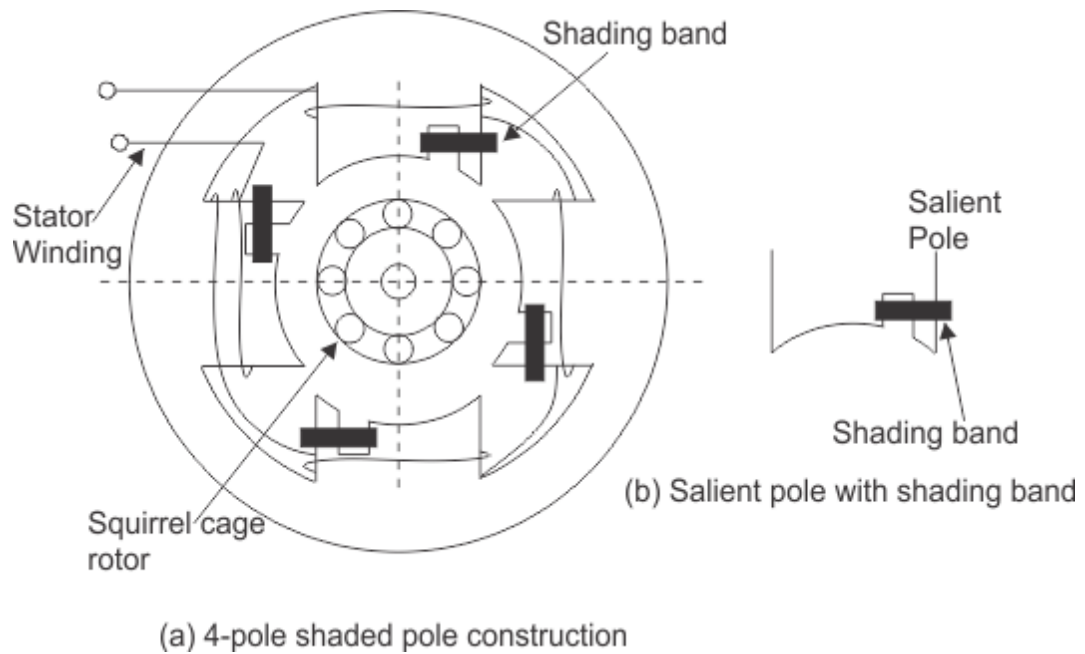 Shading band
Stator
Winding
Salient
Pole
Shading band
(b) Salient pole with shading band
Squirrel cage
rotor
(a) 4-pole shaded pole construction